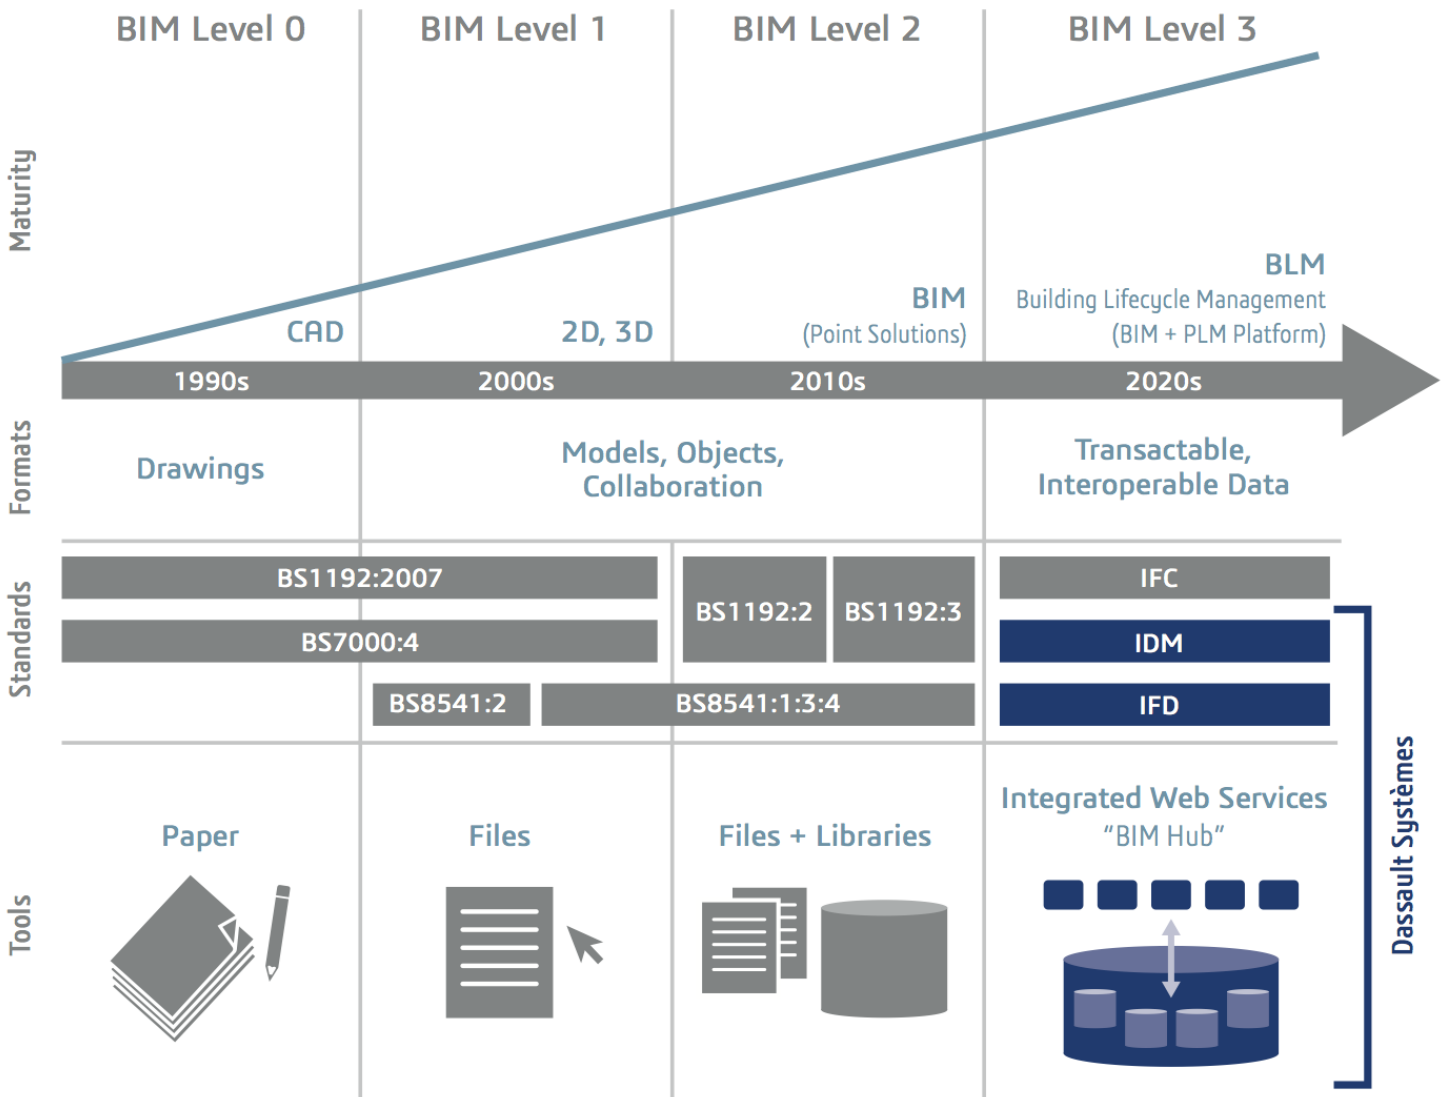 BIM Level 0
BIM Level 1
BIM Level 2
BIM Level 3
Maturity
CAD
2D, 3D
BIM
(Point Solutions)
BLM
Building Lifecycle Management
(BIM + PLM Platform)
1990s
2000s
2010s
2020s
Formats
Drawings
Models, Objects,
Collaboration
Transactable,
Interoperable Data
Standards
BS1192:2007
BS7000:4
BS8541:2
BS1192:2
BS1192:3
BS8541:1:3:4
IFC
IDM
IFD
Tools
Paper
Files
Files + Libraries
Integrated Web Services
“BIM Hub”
Dassault Systèmes